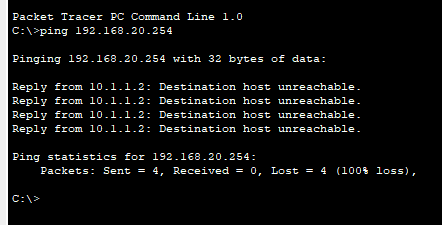 Packet Tracer PC Command Line 1.0
C:\>ping 192.168.20.254
Pinging 192.168.20.254 with 32 bytes of data:
Reply from 10.1.1.2: Destination host unreachable.
Reply from 10.1.1.2: Destination host unreachable.
Reply from 10.1.1.2: Destination host unreachable.
Reply from 10.1.1.2: Destination host unreachable.
Ping statistics for 192.168.20.254:
Packets: Sent = 4, Received = 0, Lost = 4 (100% loss),
C:\>